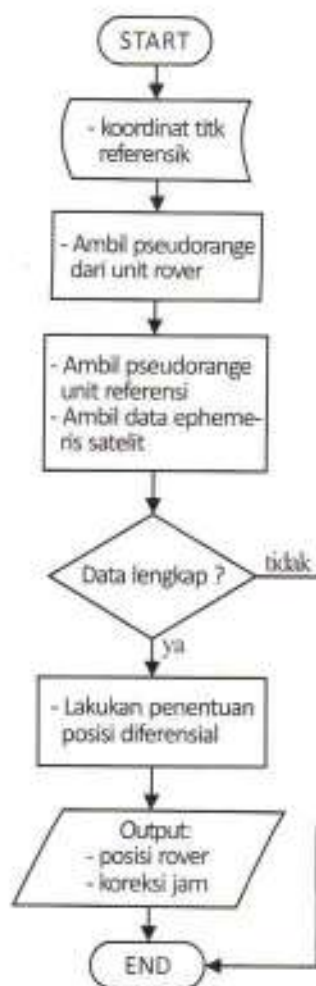 START
- koordinat titk
referensik
- Ambil pseudorange
dari unit rover
- Ambil pseudorange
unit referensi
- Ambil data epheme-
ris satelit
Data lengkap ?
tidak
ya
- Lakukan penentuan
posisi diferensial
Output:
- posisi rover
- koreksi jam
END